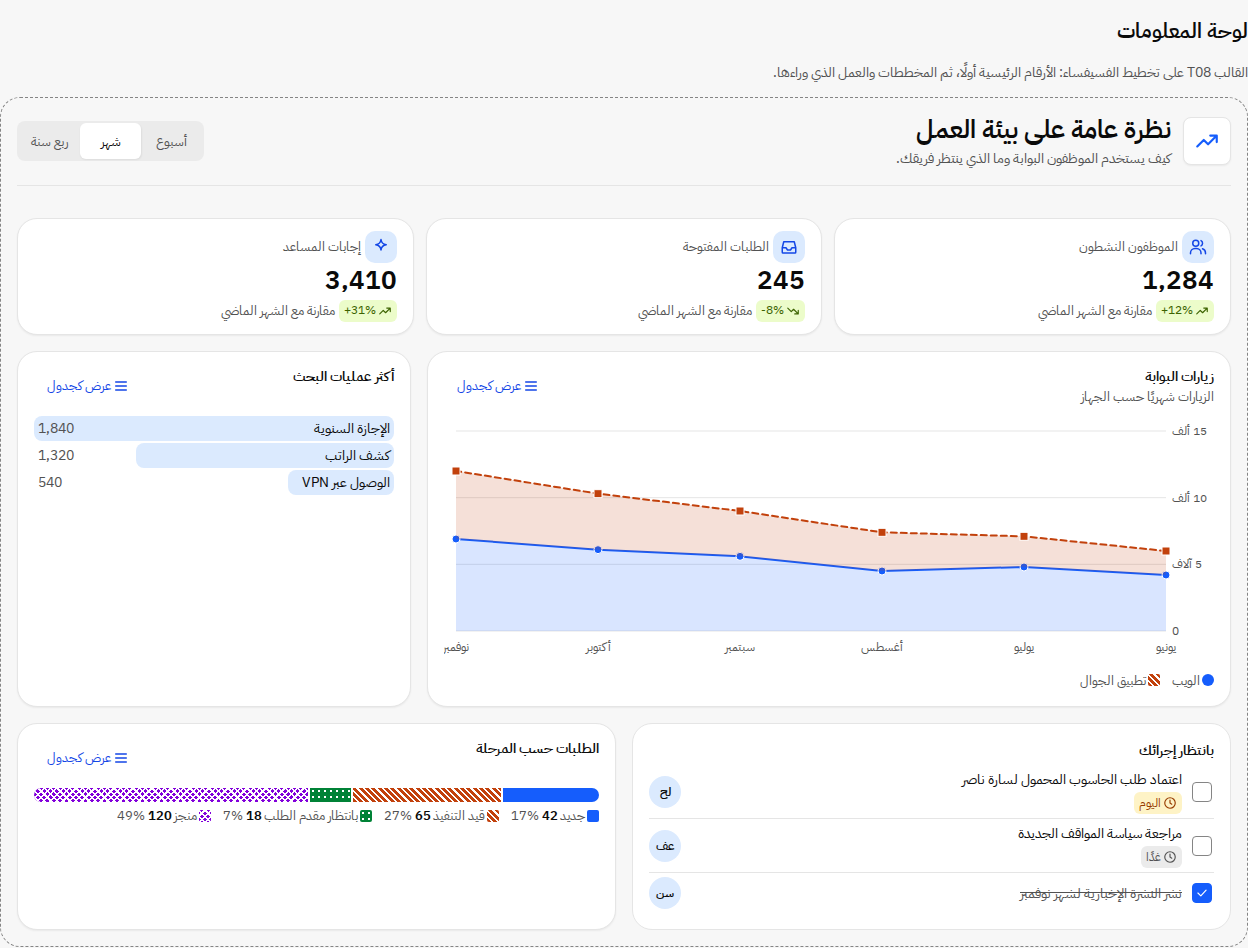 لوحة المعلومات
القالب T08 على تخطيط الفسيفساء: الأرقام الرئيسية أولًا، ثم المخططات والعمل الذي وراءها.
نظرة عامة على بيئة العمل
كيف يستخدم الموظفون البوابة وما الذي ينتظر فريقك.
أسبوع
شهر
ربع سنة
الموظفون النشطون
1,284
+12% مقارنة مع الشهر الماضي
الطلبات المفتوحة
245
-8% مقارنة مع الشهر الماضي
إجابات المساعد
3,410
+31% مقارنة مع الشهر الماضي
زيارات البوابة
الزيارات شهريًا حسب الجهاز
عرض كجدول
15 ألف
10 ألف
5 آلاف
0
يونيو
يوليو
أغسطس
سبتمبر
أكتوبر
نوفمبر
الويب
تطبيق الجوال
أكثر عمليات البحث
عرض كجدول
الإجازة السنوية 1,840
كشف الراتب 1,320
الوصول عبر VPN 540
بانتظار إجرائك
اعتماد طلب الحاسوب المحمول لسارة ناصر
اليوم
لح
مراجعة سياسة المواقف الجديدة
غدًا
عف
نشر النشرة الإخبارية لشهر نوفمبر
سن
الطلبات حسب المرحلة
عرض كجدول
جديد 42 17%
قيد التنفيذ 65 27%
بانتظار مقدم الطلب 18 7%
منجز 120 49%